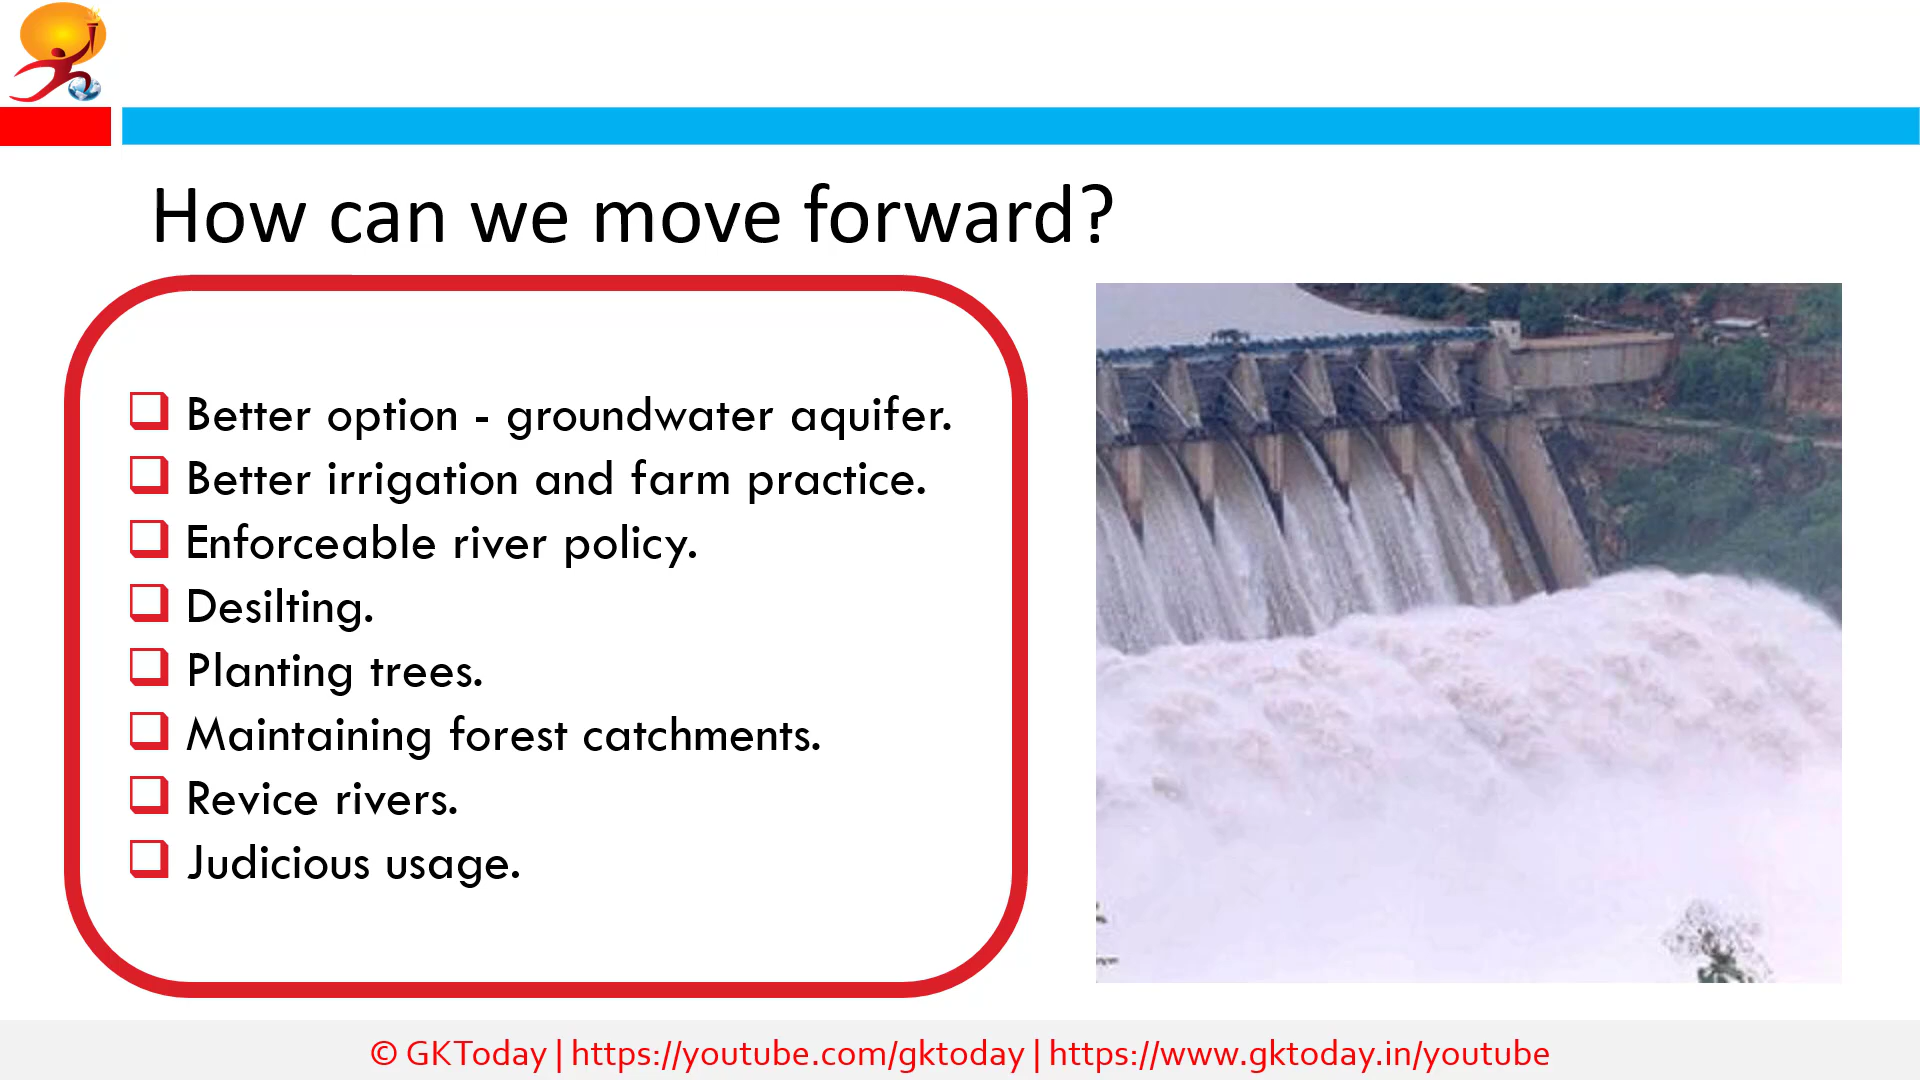 How can we move forward?
Better option - groundwater aquifer.
Better irrigation and farm practice.
Enforceable river policy.
Desilting.
Planting trees.
Maintaining forest catchments.
Revice rivers.
Judicious usage.
© GKToday | https://youtube.com/gktoday | https://www.gktoday.in/youtube